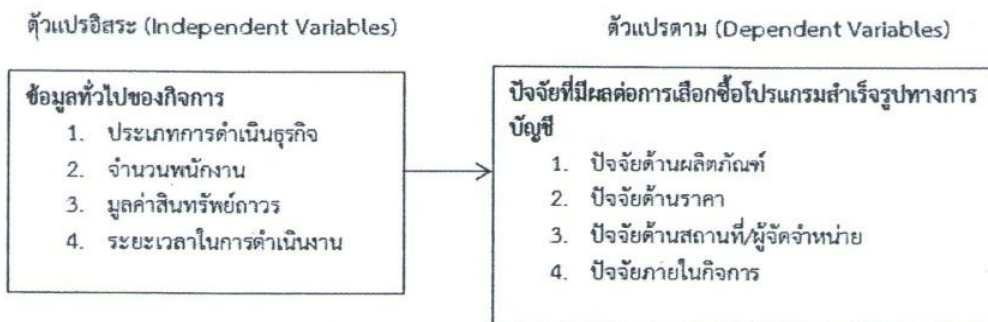 ตัวแปรอิสระ (Independent Variables)
ข้อมูลทั่วไปของกิจการ
1. ประเภทการดำเนินธุรกิจ
2. จำนวนพนักงาน
3. มูลค่าสินทรัพย์ถาวร
4. ระยะเวลาในการดำเนินงาน
ตัวแปรตาม (Dependent Variables)
ปัจจัยที่มีผลต่อการเลือกซื้อโปรแกรมสำเร็จรูปทางการ
บัญชี
1. ปัจจัยด้านผลิตภัณฑ์
2. ปัจจัยด้านราคา
3. ปัจจัยด้านสถานที่/ผู้จัดจำหน่าย
4. ปัจจัยภายในกิจการ